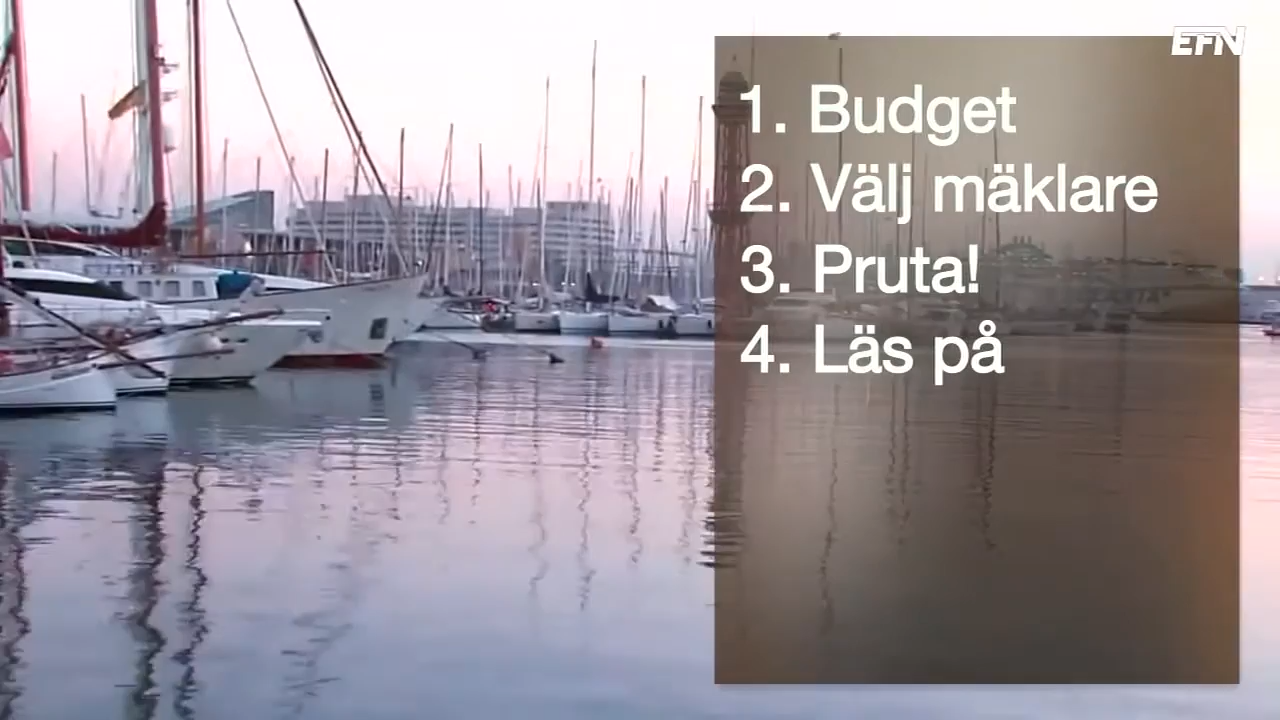 EFN
1. Budget
2. Välj mäklare
3. Pruta!
4. Läs på